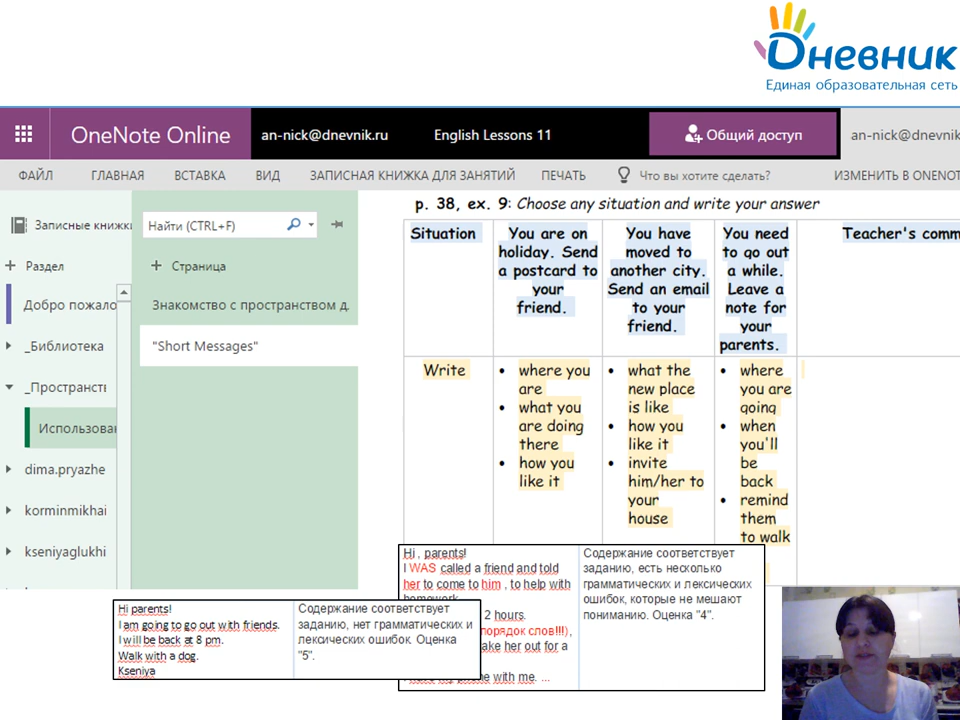 Дневник
Единая образовательная сеть
OneNote Online
an-nick@dnevnik.ru
English Lessons 11
Общий доступ
an-nick@dnevnik
ФАЙЛ ГЛАВНАЯ ВСТАВКА ВИД ЗАПИСНАЯ КНИЖКА ДЛЯ ЗАНЯТИЙ ПЕЧАТЬ Что вы хотите сделать? ИЗМЕНИТЬ В ONENOT
Записные книжки
Раздел
Добро пожало
_Библиотека
_Пространств
Использован
dima.pryazhe
korminmikhai
kseniyaglukhi
Найти (CTRL+F)
Страница
Знакомство с пространством д.
"Short Messages"
p. 38, ex. 9: Choose any situation and write your answer
Situation
You are on
holiday. Send
a postcard to
your
friend.
You have
moved to
another city.
Send an email
to your
friend.
You need
to go out
a while.
Leave a
note for
your
parents.
Teacher's comm
Write
• where you
are
• what you
are doing
there
• how you
like it
• what the
new place
is like
• how you
like it
• invite
him/her to
your
house
• where
you are
going
• when
you'll
be
back
• remind
them
to walk
Hi , parents!
I WAS called a friend and told
her to come to him , to help with
homework
2 hours.
порядок слов!!!),
ake her out for a
phone with me. ...
Содержание соответствует
заданию, есть несколько
грамматических и лексических
ошибок, которые не мешают
пониманию. Оценка "4".
Hi parents!
I am going to go out with friends.
I will be back at 8 pm.
Walk with a dog.
Kseniya
Содержание соответствует
заданию, нет грамматических и
лексических ошибок. Оценка
"5".